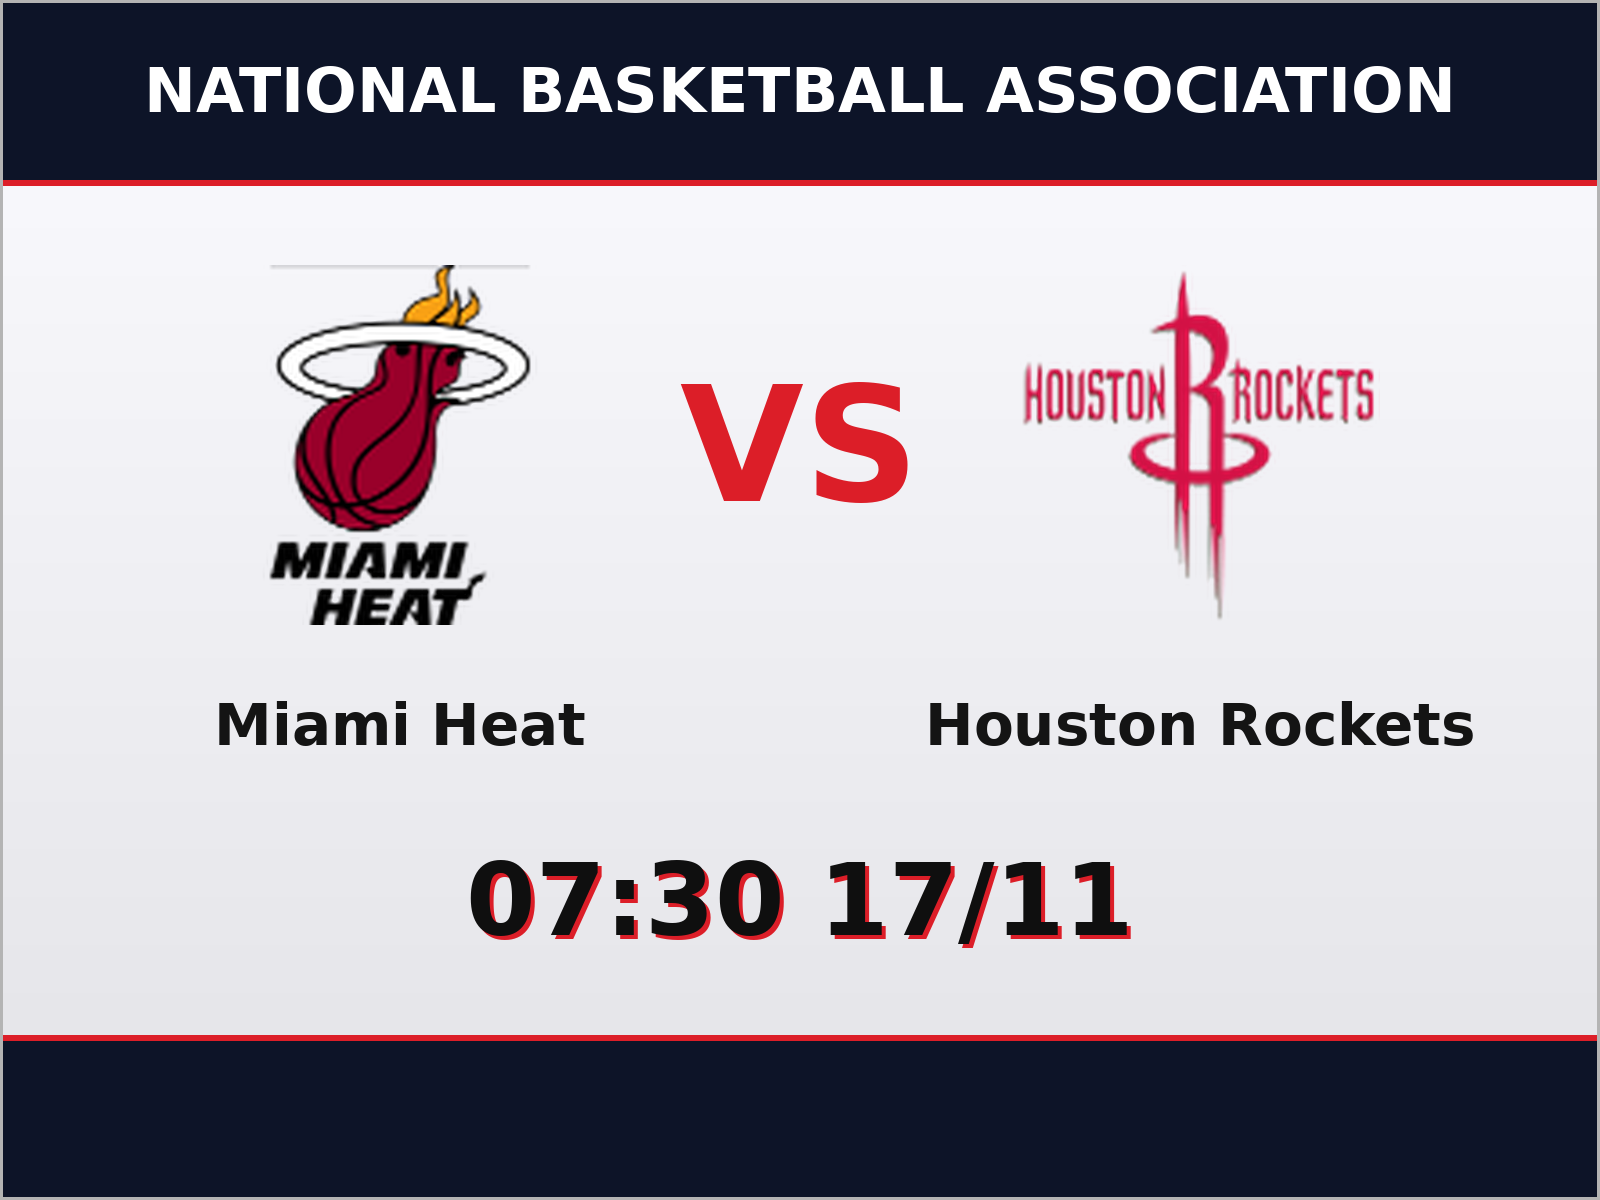 NATIONAL BASKETBALL ASSOCIATION
VS
HOUSTON ROCKETS
MIAMI
HEAT
Miami Heat
Houston Rockets
07:30 17/11